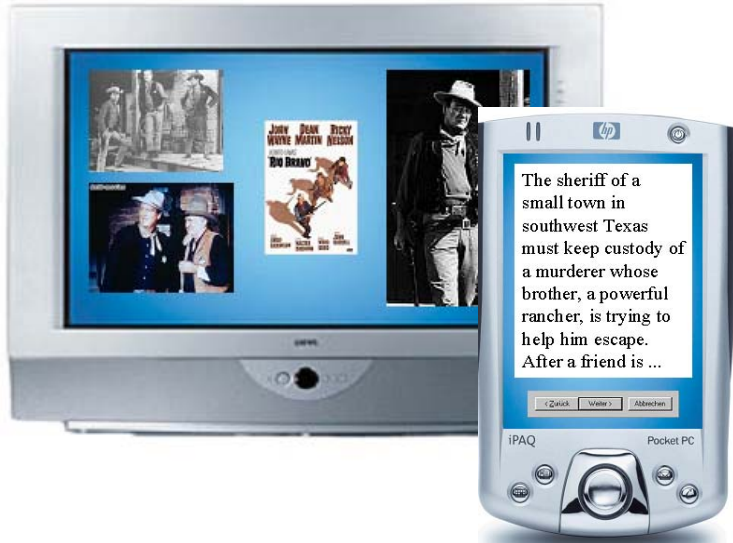 JOHN DEAN RICKY
WAYNE MARTIN NELSON
RIO BRAVO
LOEWE
hp
The sheriff of a
small town in
southwest Texas
must keep custody of
a murderer whose
brother, a powerful
rancher, is trying to
help him escape.
After a friend is ...
< Zurück Weiter > Abbrechen
iPAQ Pocket PC